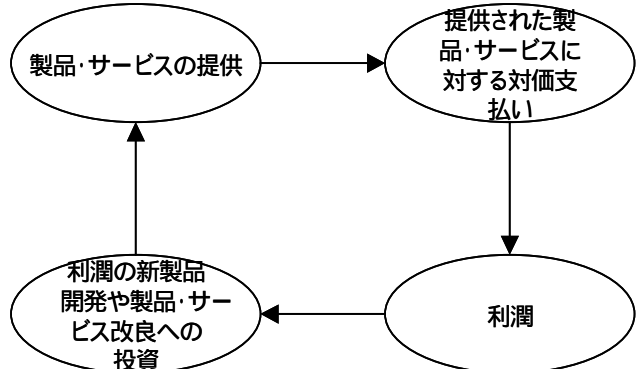 製品･サービスの提供
提供された製
品･サービスに
対する対価支
払い
利潤の新製品
開発や製品･サー
ビス改良への
投資
利潤